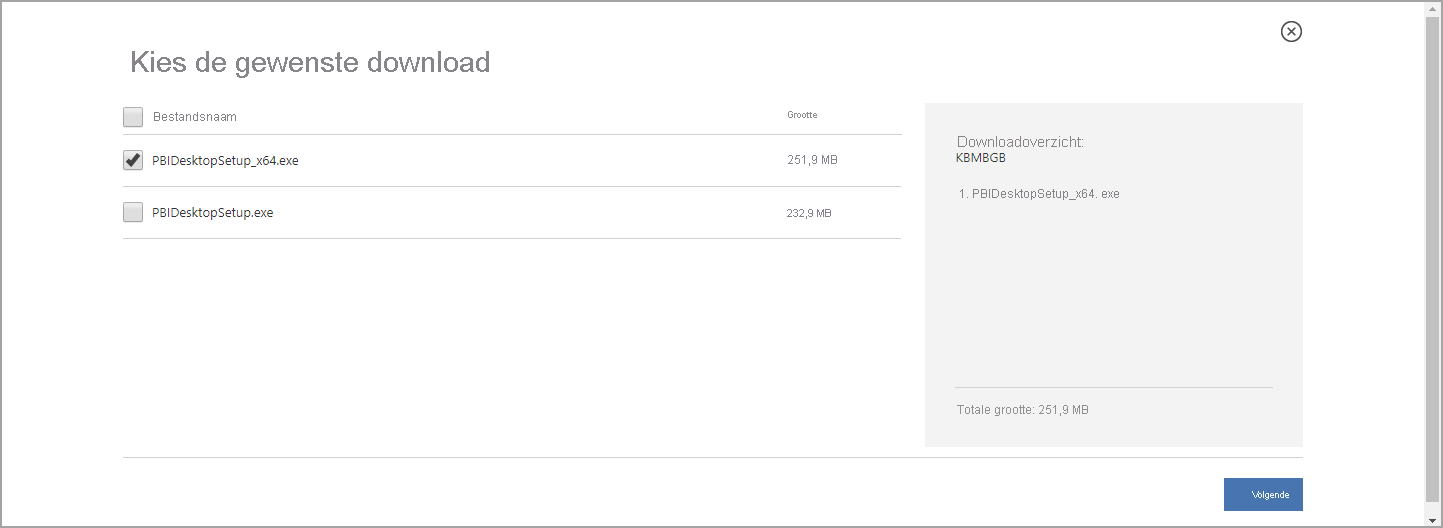 Kies de gewenste download
Bestandsnaam Grootte
PBIDesktopSetup_x64.exe 251,9 MB
PBIDesktopSetup.exe 232,9 MB
Downloadoverzicht:
KBMBGB
1. PBIDesktopSetup_x64. exe
Totale grootte: 251,9 MB
Volgende